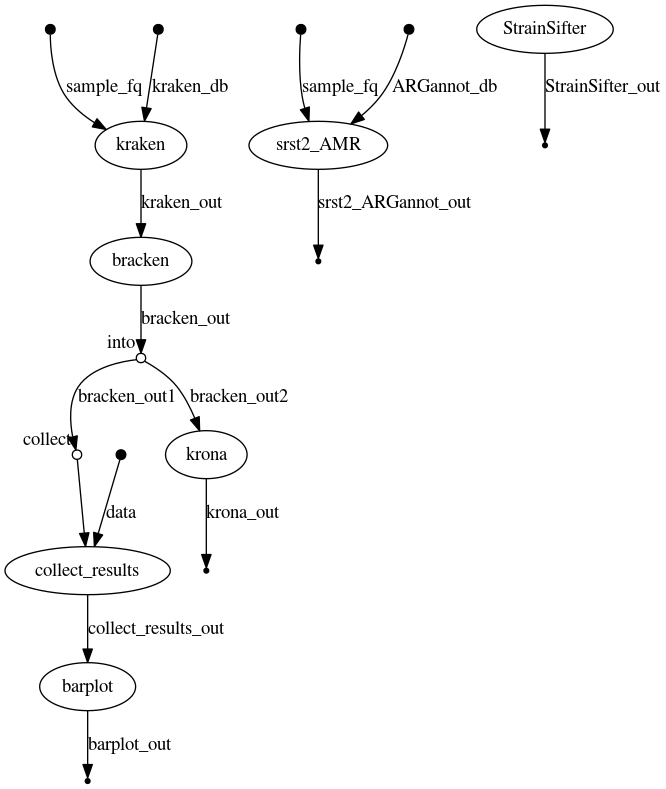 StrainSifter
sample_fq
kraken_db
sample_fq
ARGannot_db
StrainSifter_out
kraken
srst2_AMR
kraken_out
srst2_ARGannot_out
bracken
bracken_out
into
bracken_out1
bracken_out2
collect
krona
data
krona_out
collect_results
collect_results_out
barplot
barplot_out